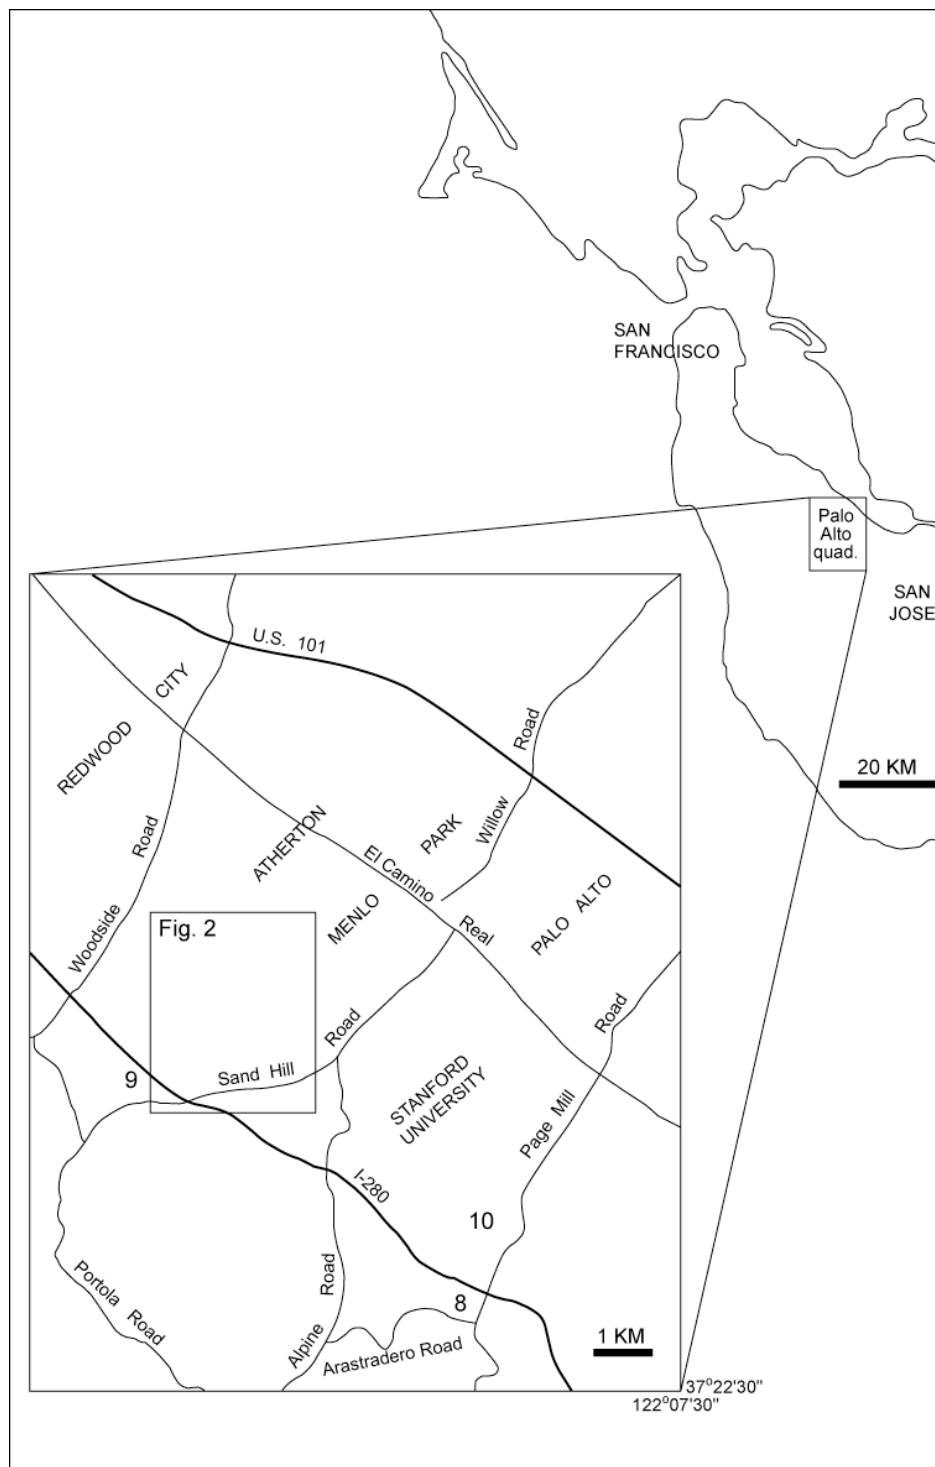 SAN
FRANCISCO
Palo
Alto
quad.
SAN
JOSE
20 KM
U.S. 101
CITY
REDWOOD
Road
Willow
PARK
Road
ATHERTON
El Camino
Real
MENLO
PALO ALTO
Woodside
Fig. 2
Road
Road
Sand Hill
9
STANFORD
UNIVERSITY
Page Mill
I-280
10
Road
Portola Road
8
Alpine
Arastradero Road
1 KM
37°22'30"
122°07'30"